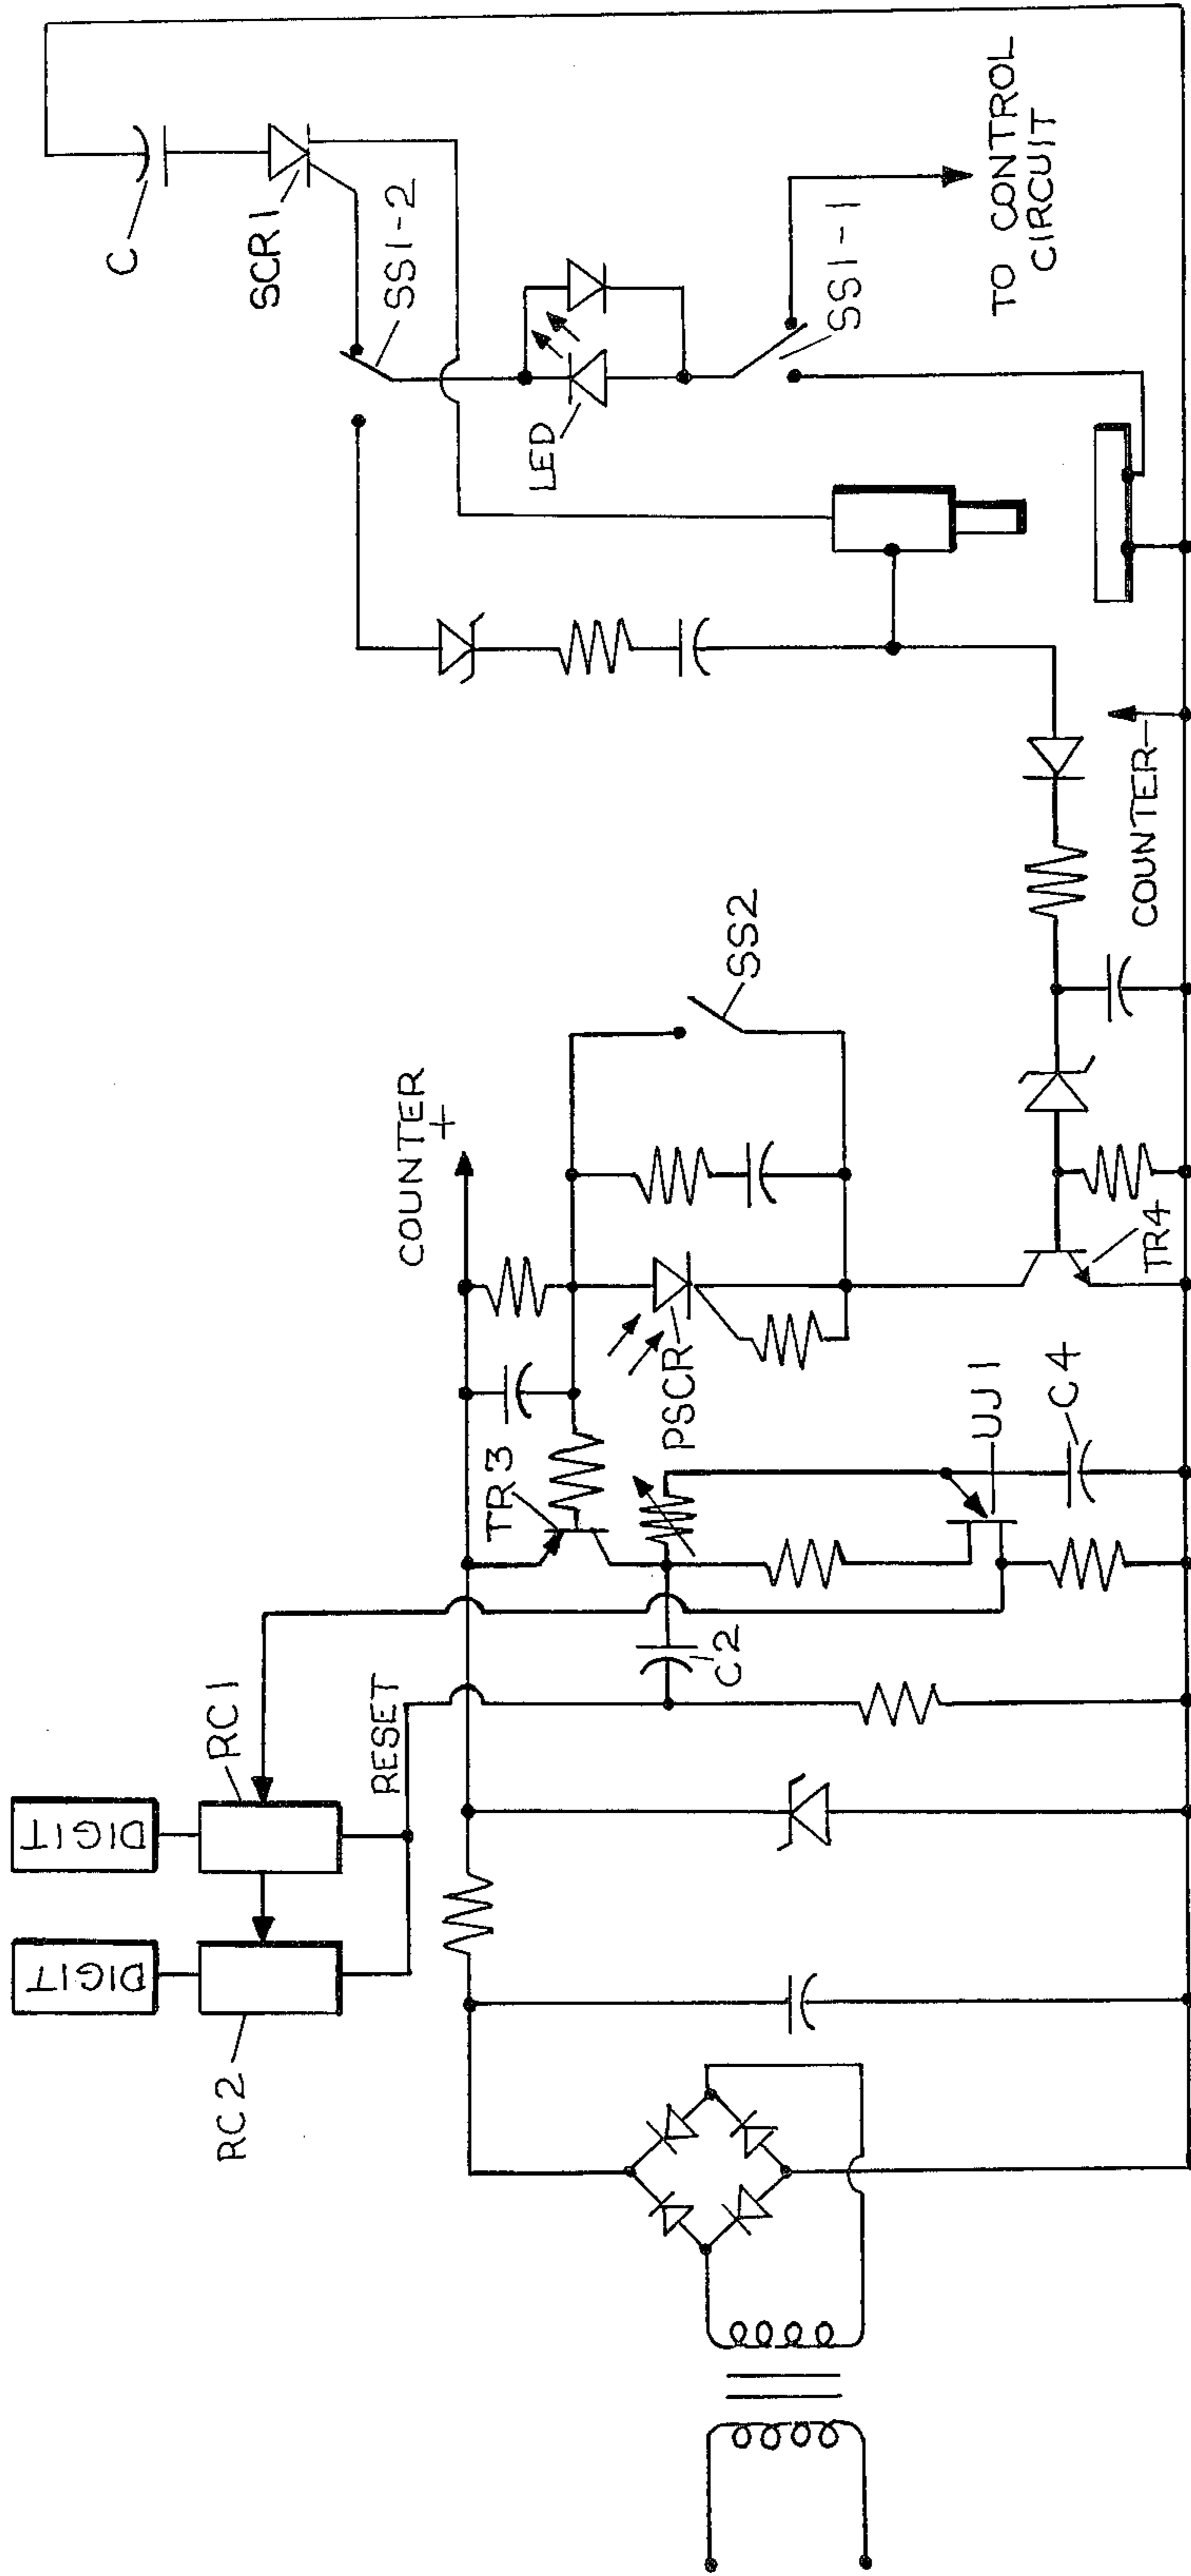 C
SCR1
SS1-2
LED
SS1-1
TO CONTROL
CIRCUIT
COUNTER
+
SS2
COUNTER-
TR3
PSCR
UJ1
C4
TR4
RESET
C2
RC1
DIGIT
DIGIT
RC2